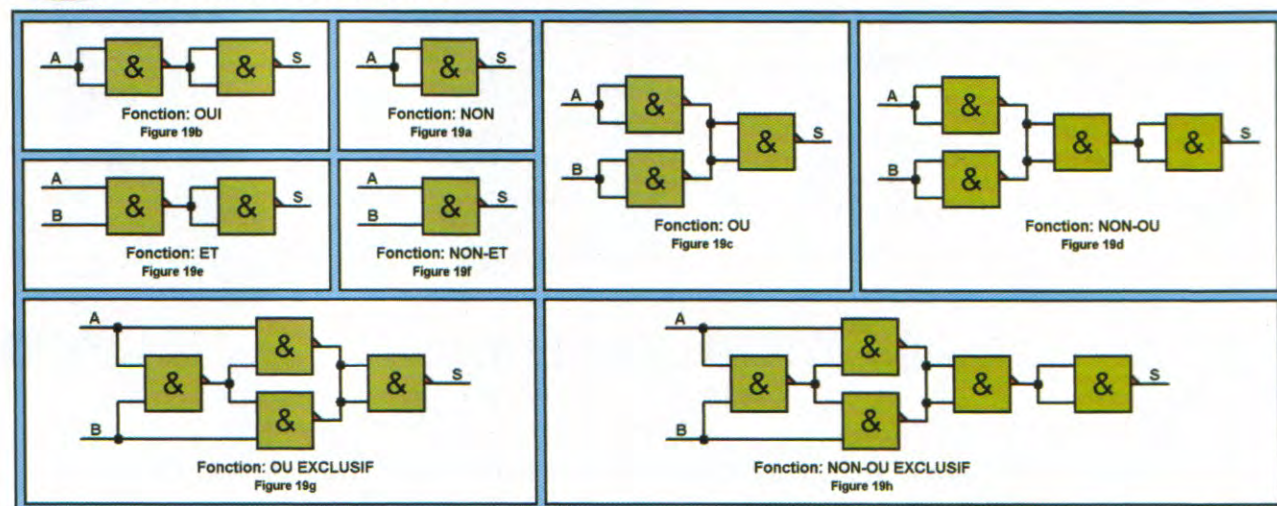 A
&
&
S
Fonction: OUI
Figure 19b
A
&
S
Fonction: NON
Figure 19a
A
B
&
&
&
S
Fonction: OU
Figure 19c
A
B
&
&
&
&
S
Fonction: NON-OU
Figure 19d
A
B
&
&
S
Fonction: ET
Figure 19e
A
B
&
S
Fonction: NON-ET
Figure 19f
A
B
&
&
&
&
S
Fonction: OU EXCLUSIF
Figure 19g
A
B
&
&
&
&
&
S
Fonction: NON-OU EXCLUSIF
Figure 19h